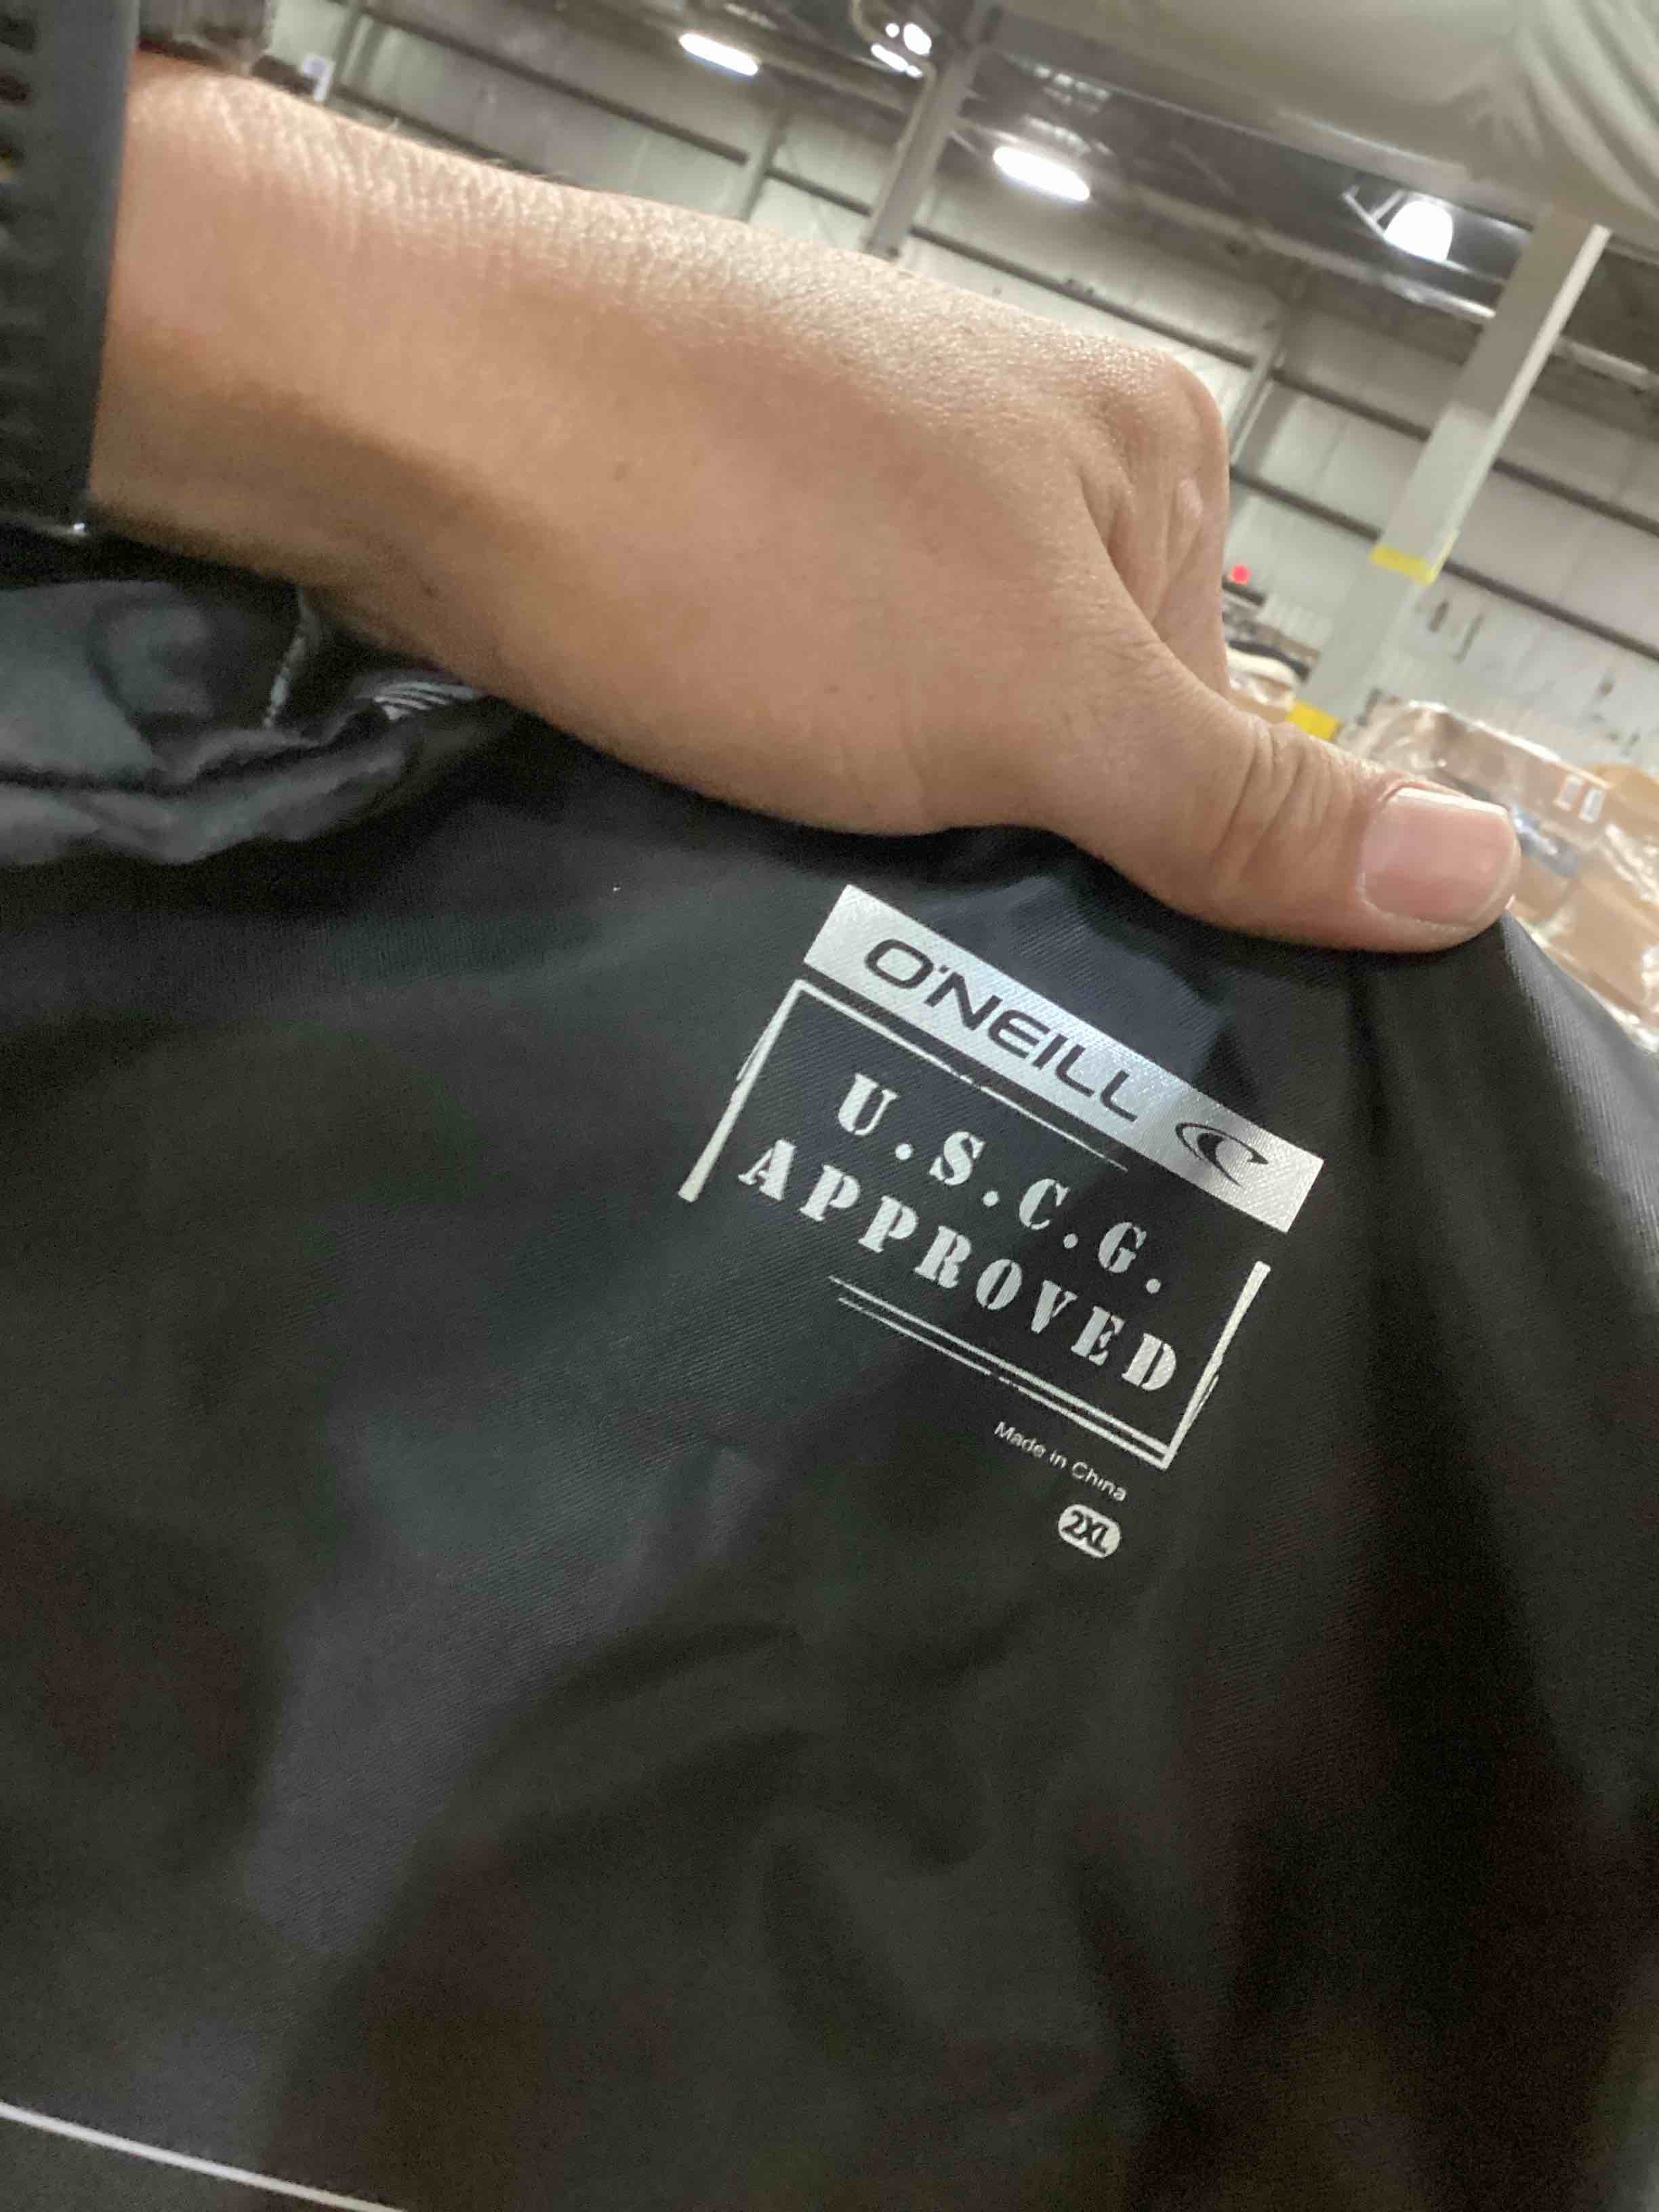 O'NEILL
U.S.C.G.
APPROVED
Made in China
2XL